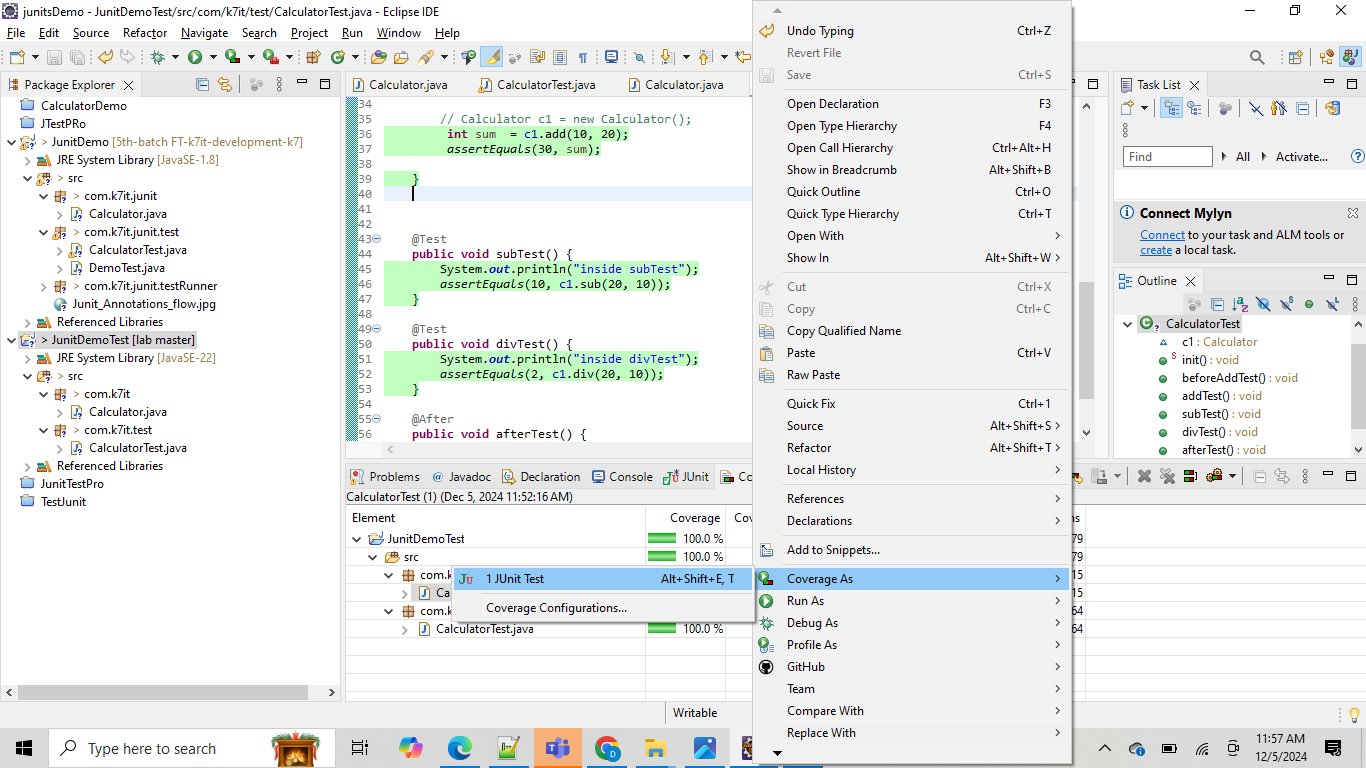 junitsDemo - JunitDemoTest/src/com/k7it/test/CalculatorTest.java - Eclipse IDE
File Edit Source Refactor Navigate Search Project Run Window Help
Package Explorer
CalculatorDemo
JTestPRo
> JunitDemo [5th-batch FT-k7it-development-k7]
JRE System Library [JavaSE-1.8]
> src
> com.k7it.junit
Calculator.java
> com.k7it.junit.test
CalculatorTest.java
DemoTest.java
> com.k7it.junit.testRunner
Junit_Annotations_flow.jpg
Referenced Libraries
> JunitDemoTest [lab master]
JRE System Library [JavaSE-22]
> src
> com.k7it
Calculator.java
> com.k7it.test
CalculatorTest.java
Referenced Libraries
JunitTestPro
TestJunit
Calculator.java CalculatorTest.java Calculator.java
34
35 // Calculator c1 = new Calculator();
36 int sum = c1.add(10, 20);
37 assertEquals(30, sum);
38
39 }
40
41
42
43 @Test
44 public void subTest() {
45 System.out.println("inside subTest");
46 assertEquals(10, c1.sub(20, 10));
47 }
48
49 @Test
50 public void divTest() {
51 System.out.println("inside divTest");
52 assertEquals(2, c1.div(20, 10));
53 }
54
55 @After
56 public void afterTest() {
Problems @ Javadoc Declaration Console JUnit Co
CalculatorTest (1) (Dec 5, 2024 11:52:16 AM)
Element Coverage Cov ns
JunitDemoTest 100.0 % 79
src 100.0 % 79
com.k 15
Ca 15
com.k 64
CalculatorTest.java 100.0 % 64
1 JUnit Test Alt+Shift+E, T
Coverage Configurations...
Undo Typing Ctrl+Z
Revert File
Save Ctrl+S
Open Declaration F3
Open Type Hierarchy F4
Open Call Hierarchy Ctrl+Alt+H
Show in Breadcrumb Alt+Shift+B
Quick Outline Ctrl+O
Quick Type Hierarchy Ctrl+T
Open With
Show In Alt+Shift+W
Cut Ctrl+X
Copy Ctrl+C
Copy Qualified Name
Paste Ctrl+V
Raw Paste
Quick Fix Ctrl+1
Source Alt+Shift+S
Refactor Alt+Shift+T
Local History
References
Declarations
Add to Snippets...
Coverage As
Run As
Debug As
Profile As
GitHub
Team
Compare With
Replace With
Task List
Find All Activate...
Connect Mylyn
Connect to your task and ALM tools or
create a local task.
Outline
CalculatorTest
c1 : Calculator
init() : void
beforeAddTest() : void
addTest() : void
subTest() : void
divTest() : void
afterTest() : void
Writable
Type here to search
11:57 AM
12/5/2024